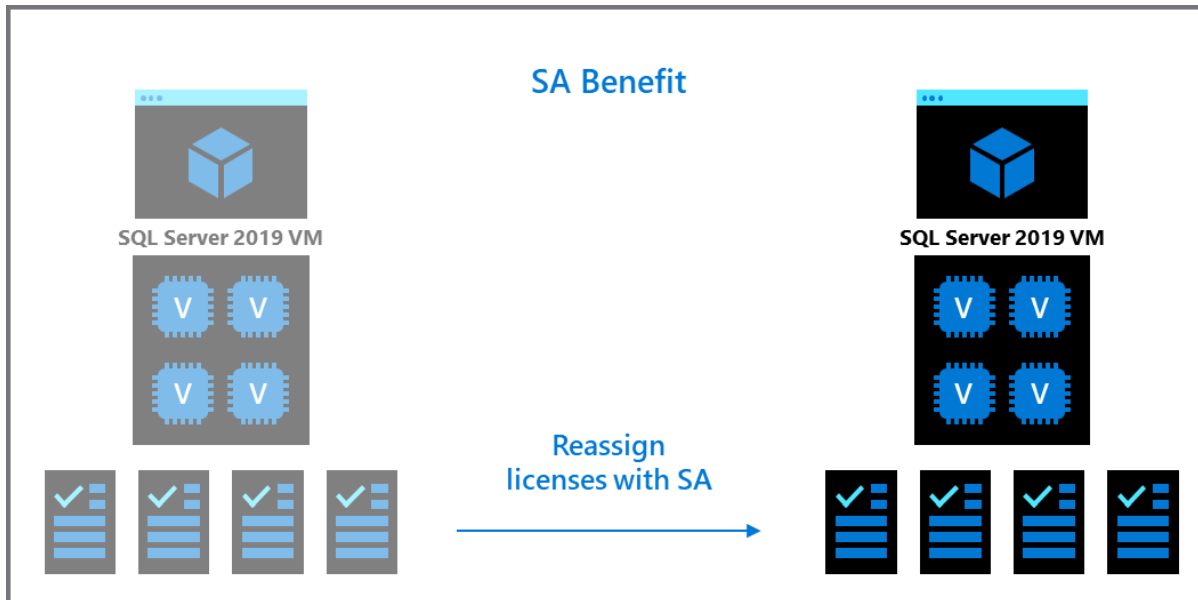 SA Benefit
SQL Server 2019 VM
SQL Server 2019 VM
V V
V V
V V
V V
Reassign
licenses with SA